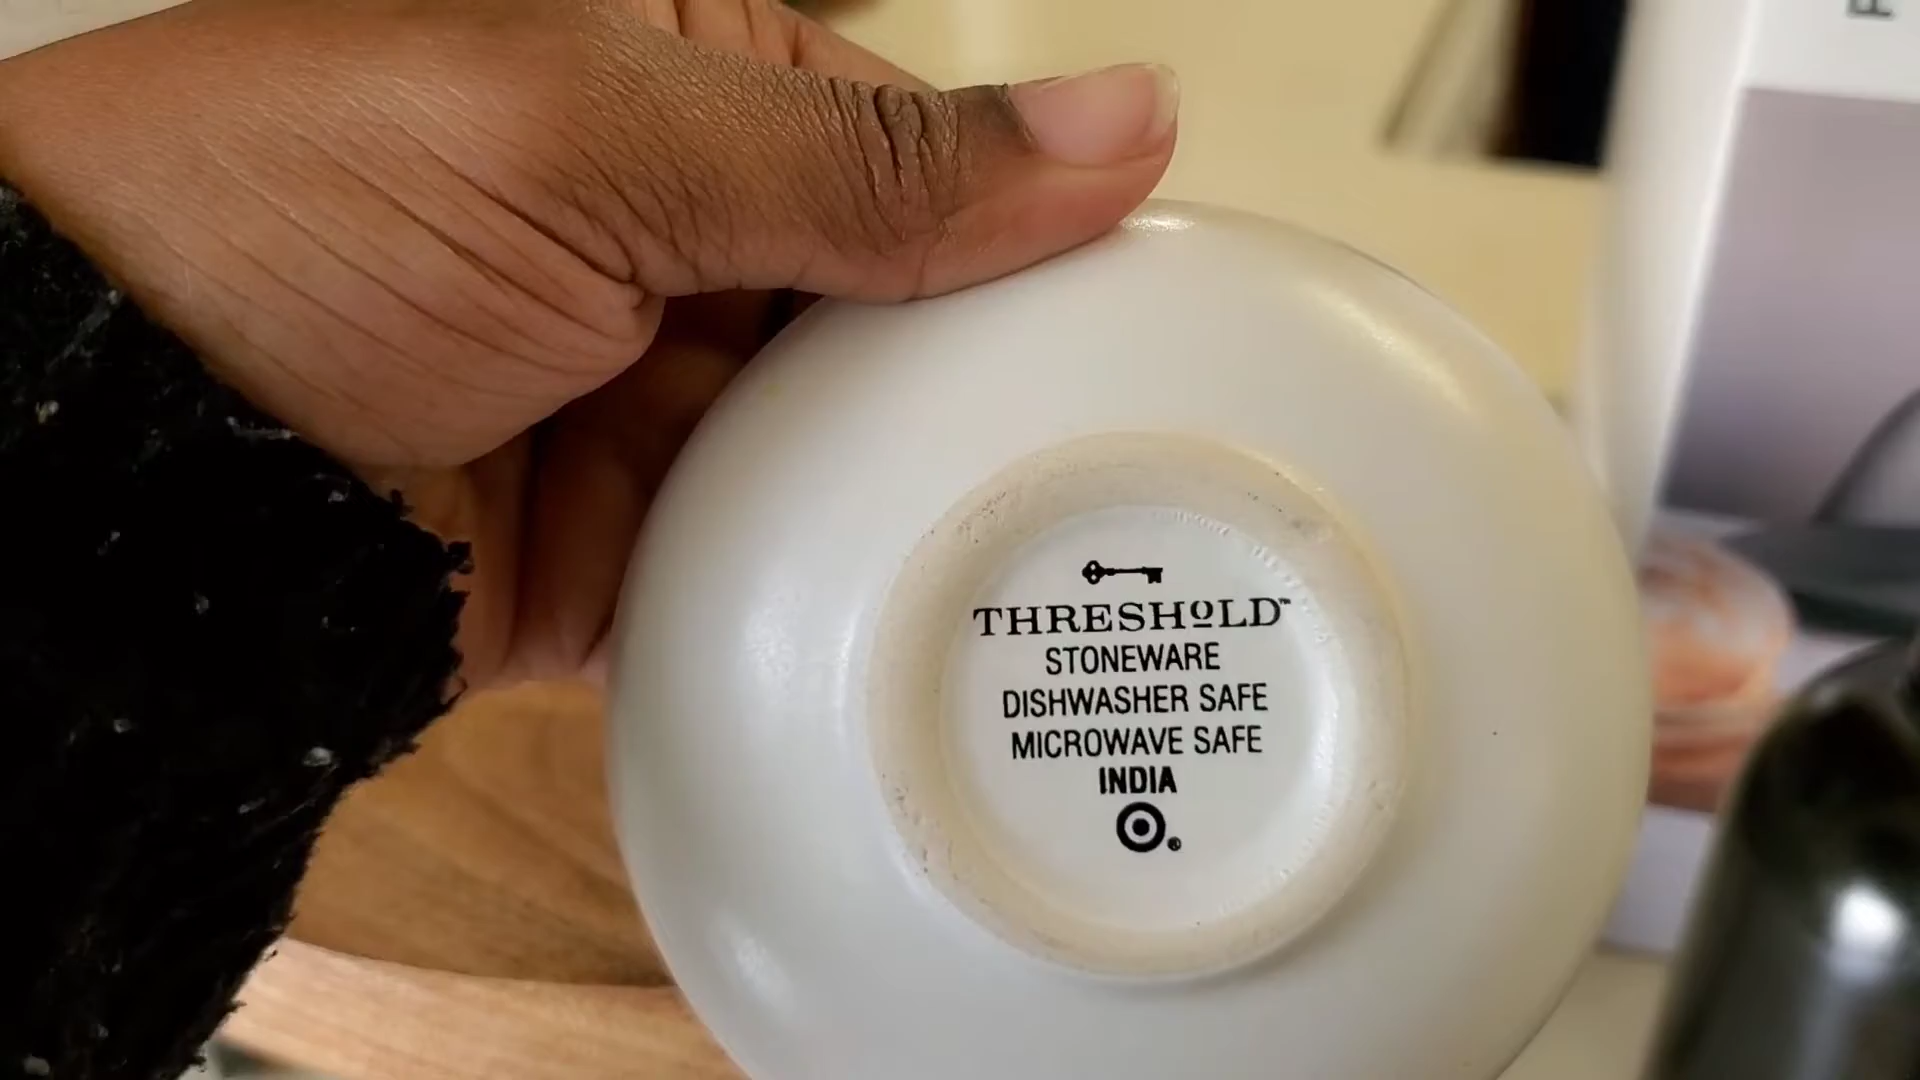 THRESHOLD™
STONEWARE
DISHWASHER SAFE
MICROWAVE SAFE
INDIA
®